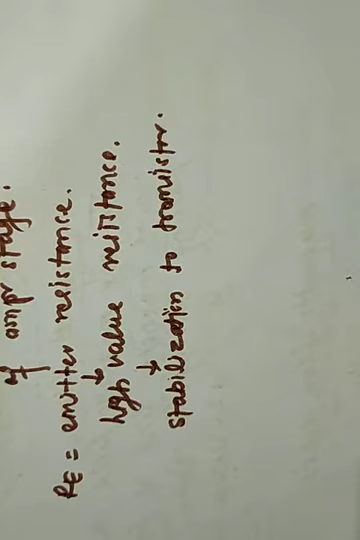 of amp stage.
RE = emitter resistance.
↓
high value resistance.
↓
stabilization to transistor.